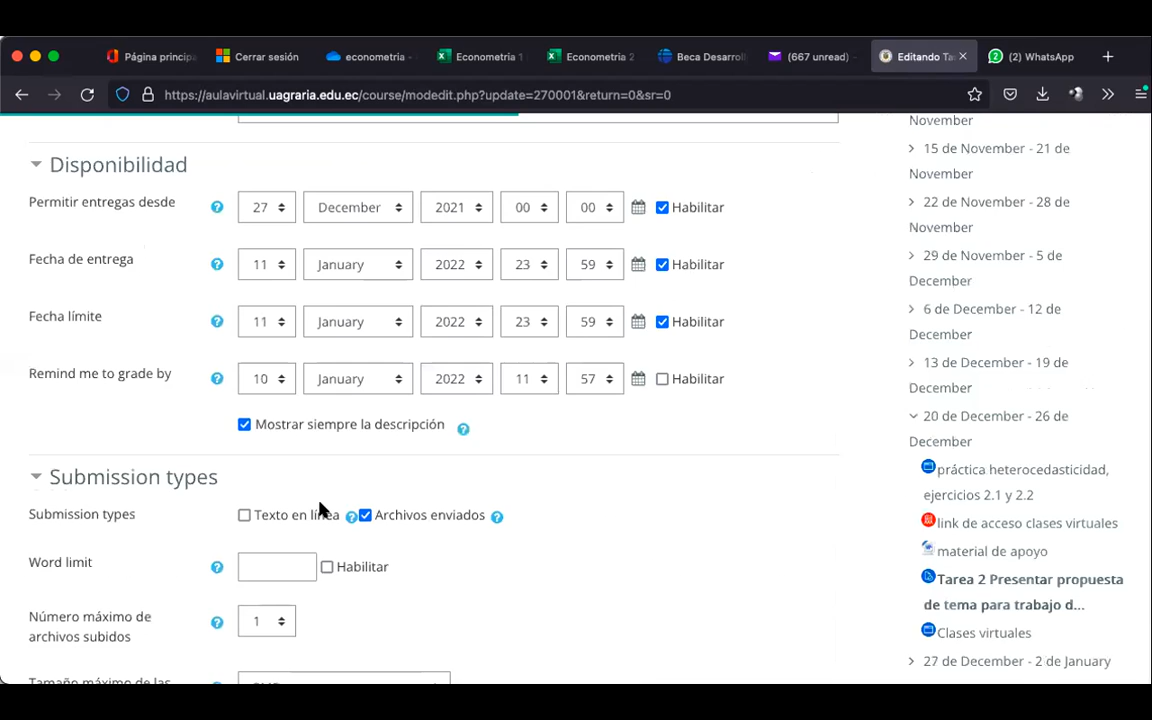 Página principa
Cerrar sesión
econometria -
Econometria 1
Econometria 2
Beca Desarroll
(667 unread)
Editando Ta
(2) WhatsApp
https://aulavirtual.uagraria.edu.ec/course/modedit.php?update=270001&return=0&sr=0
Disponibilidad
Permitir entregas desde 27 December 2021 00 00 Habilitar
Fecha de entrega 11 January 2022 23 59 Habilitar
Fecha límite 11 January 2022 23 59 Habilitar
Remind me to grade by 10 January 2022 11 57 Habilitar
Mostrar siempre la descripción
Submission types
Submission types Texto en línea Archivos enviados
Word limit Habilitar
Número máximo de
archivos subidos 1
Tamaño máximo de las
November
15 de November - 21 de
November
22 de November - 28 de
November
29 de November - 5 de
December
6 de December - 12 de
December
13 de December - 19 de
December
20 de December - 26 de
December
práctica heterocedasticidad,
ejercicios 2.1 y 2.2
link de acceso clases virtuales
material de apoyo
Tarea 2 Presentar propuesta
de tema para trabajo d...
Clases virtuales
27 de December - 2 de January